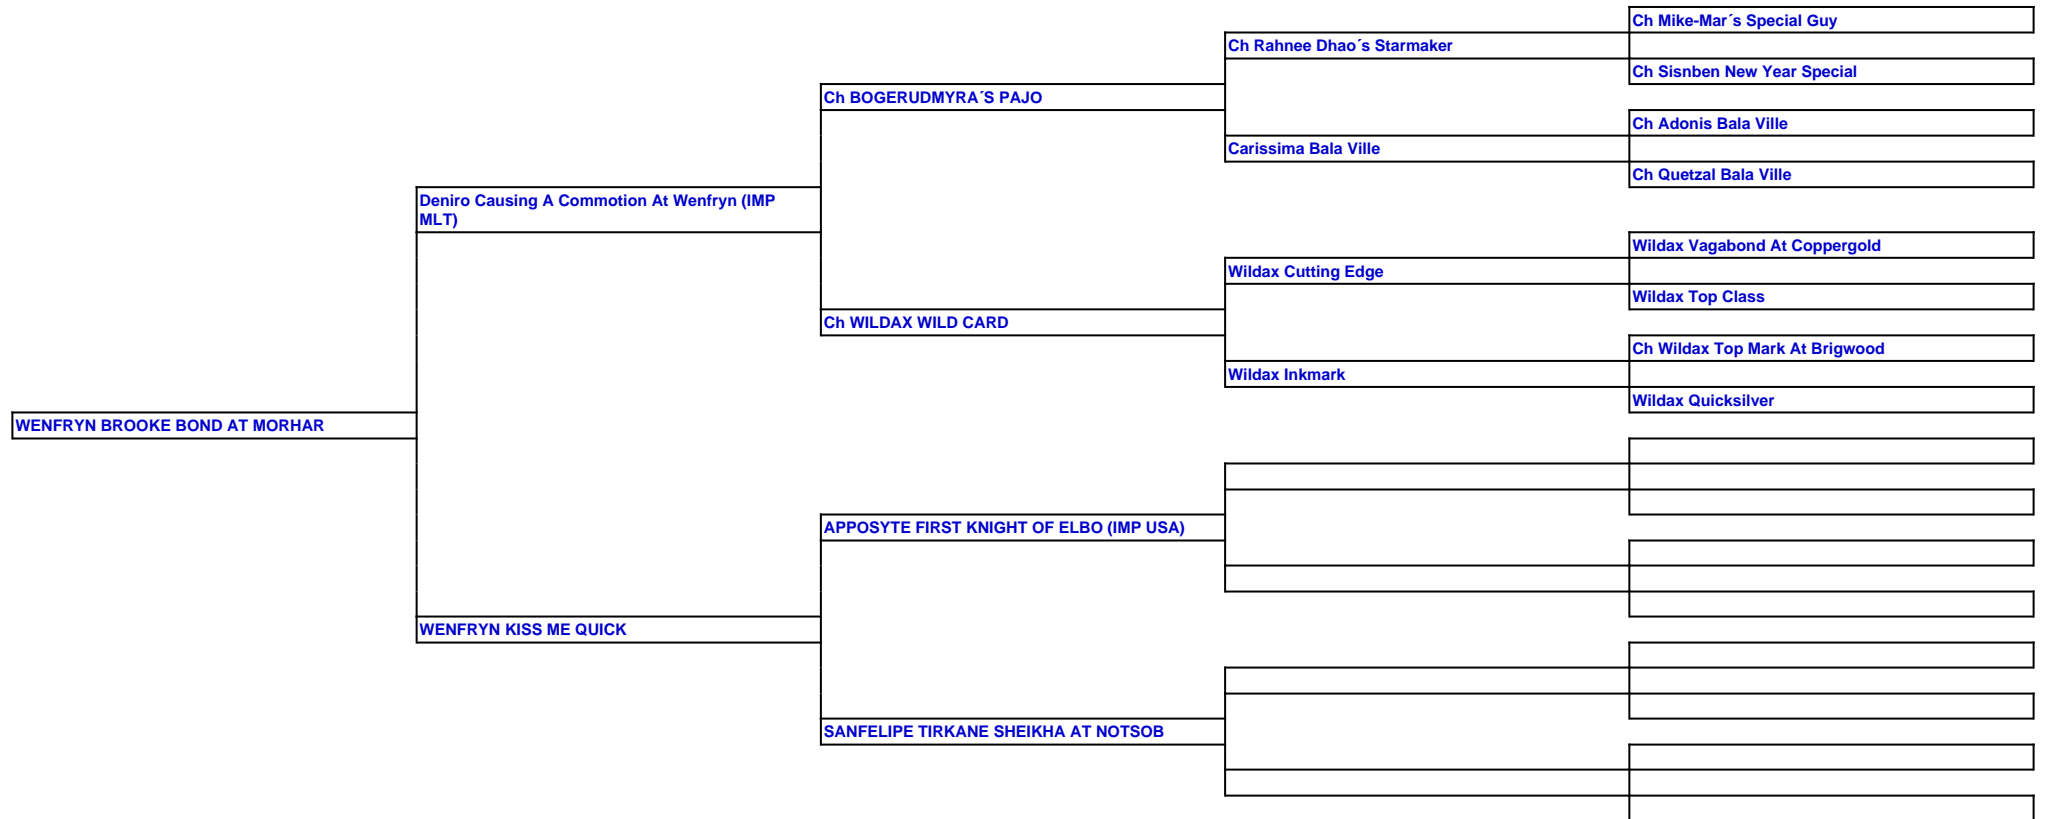 Ch Mike-Mar´s Special Guy
Ch Rahnee Dhao´s Starmaker
Ch Sisnben New Year Special
Ch BOGERUDMYRA´S PAJO
Ch Adonis Bala Ville
Carissima Bala Ville
Ch Quetzal Bala Ville
Deniro Causing A Commotion At Wenfryn (IMP
MLT)
Wildax Vagabond At Coppergold
Wildax Cutting Edge
Wildax Top Class
Ch WILDAX WILD CARD
Ch Wildax Top Mark At Brigwood
Wildax Inkmark
Wildax Quicksilver
WENFRYN BROOKE BOND AT MORHAR
APPOSYTE FIRST KNIGHT OF ELBO (IMP USA)
WENFRYN KISS ME QUICK
SANFELIPE TIRKANE SHEIKHA AT NOTSOB